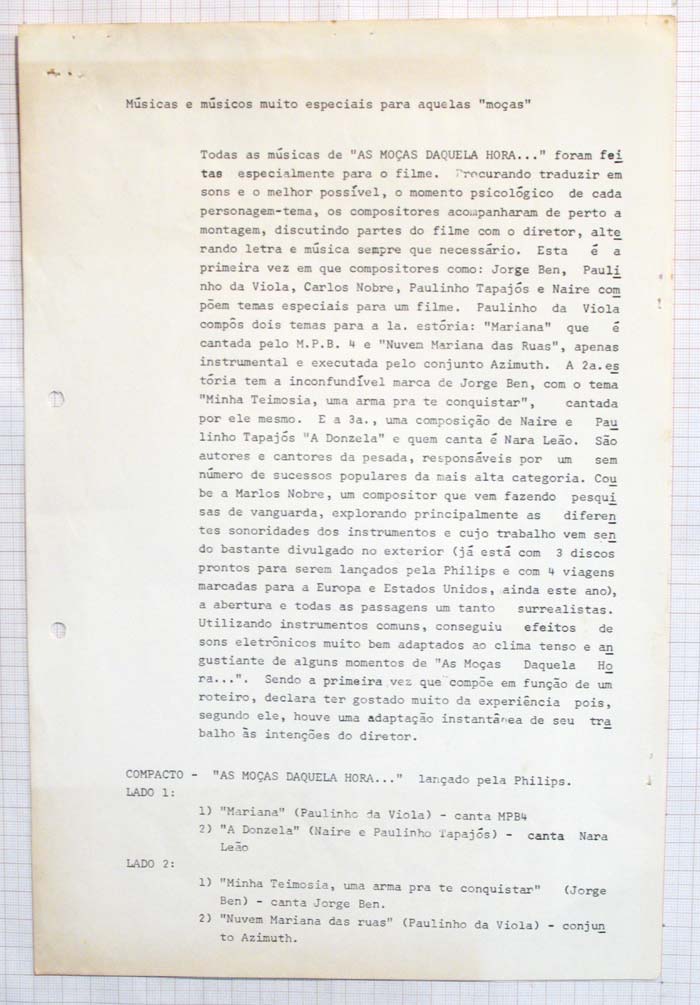 Músicas e músicos muito especiais para aquelas "moças"
Todas as músicas de "AS MOÇAS DAQUELA HORA..." foram fei
tas especialmente para o filme. Procurando traduzir em
sons e o melhor possível, o momento psicológico de cada
personagem-tema, os compositores acompanharam de perto a
montagem, discutindo partes do filme com o diretor, alte
rando letra e música sempre que necessário. Esta é a
primeira vez em que compositores como: Jorge Ben, Pauli
nho da Viola, Carlos Nobre, Paulinho Tapajós e Naire com
põem temas especiais para um filme. Paulinho da Viola
compôs dois temas para a la. estória: "Mariana" que é
cantada pelo M.P.B. 4 e "Nuvem Mariana das Ruas", apenas
instrumental e executada pelo conjunto Azimuth. A 2a.es
tória tem a inconfundível marca de Jorge Ben, com o tema
"Minha Teimosia, uma arma pra te conquistar", cantada
por ele mesmo. E a 3a., uma composição de Naire e Pau
linho Tapajós "A Donzela" e quem canta é Nara Leão. São
autores e cantores da pesada, responsáveis por um sem
número de sucessos populares da mais alta categoria. Cou
be a Marlos Nobre, um compositor que vem fazendo pesqui
sas de vanguarda, explorando principalmente as diferen
tes sonoridades dos instrumentos e cujo trabalho vem sen
do bastante divulgado no exterior (já está com 3 discos
prontos para serem lançados pela Philips e com 4 viagens
marcadas para a Europa e Estados Unidos, ainda este ano),
a abertura e todas as passagens um tanto surrealistas.
Utilizando instrumentos comuns, conseguiu efeitos de
sons eletrônicos muito bem adaptados ao clima tenso e an
gustiante de alguns momentos de "As Moças Daquela Ho
ra...". Sendo a primeira vez que compõe em função de um
roteiro, declara ter gostado muito da experiência pois,
segundo ele, houve uma adaptação instantânea de seu tra
balho às intenções do diretor.
COMPACTO - "AS MOÇAS DAQUELA HORA..." lançado pela Philips.
LADO 1:
1) "Mariana" (Paulinho da Viola) - canta MPB4
2) "A Donzela" (Naire e Paulinho Tapajós) - canta Nara
Leão
LADO 2:
1) "Minha Teimosia, uma arma pra te conquistar" (Jorge
Ben) - canta Jorge Ben.
2) "Nuvem Mariana das ruas" (Paulinho da Viola) - conjun
to Azimuth.